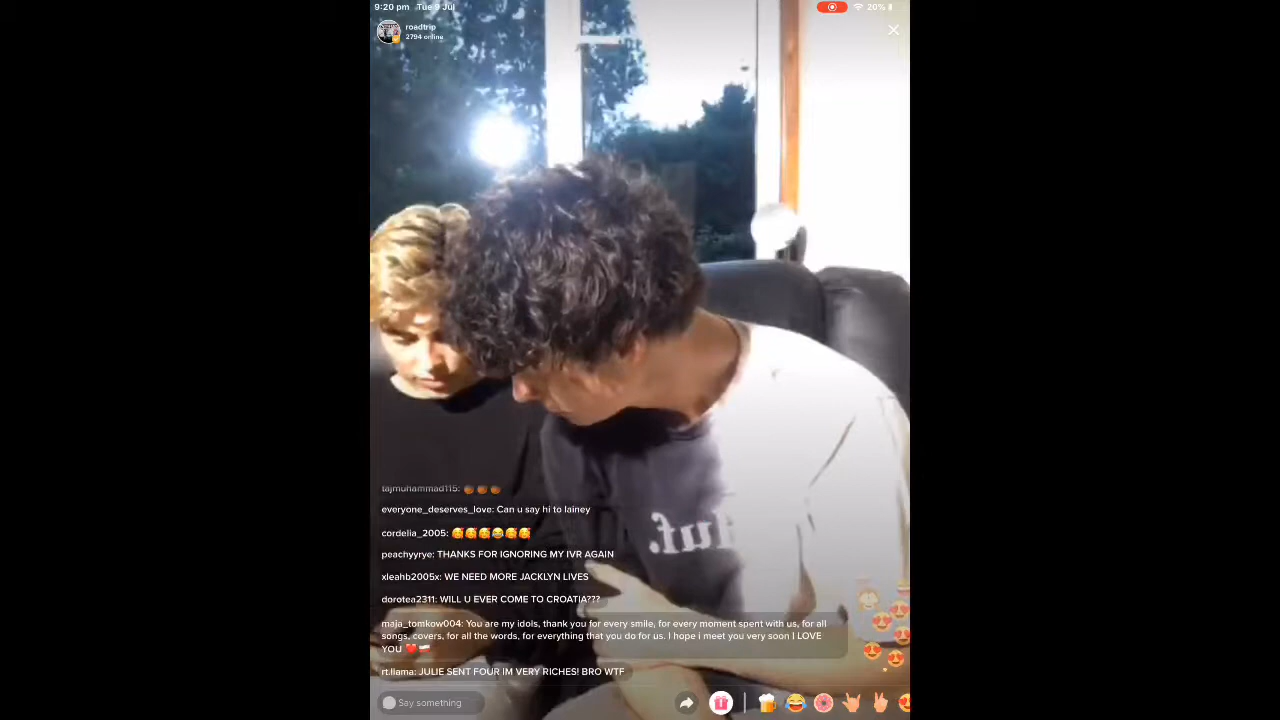 9:20 pm Tue 9 Jul
20%
roadtrip
2794 online
tajmuhammad115:
everyone_deserves_love: Can u say hi to lainey
cordelia_2005: 🥰🥰🥰😂🥰🥰
peachyyrye: THANKS FOR IGNORING MY IVR AGAIN
xleahb2005x: WE NEED MORE JACKLYN LIVES
dorotea2311: WILL U EVER COME TO CROATIA???
maja_tomkow004: You are my idols, thank you for every smile, for every moment spent with us, for all
songs, covers, for all the words, for everything that you do for us. I hope i meet you very soon I LOVE
YOU ❤️🇵🇱
rt.llama: JULIE SENT FOUR IM VERY RICHES! BRO WTF
Say something